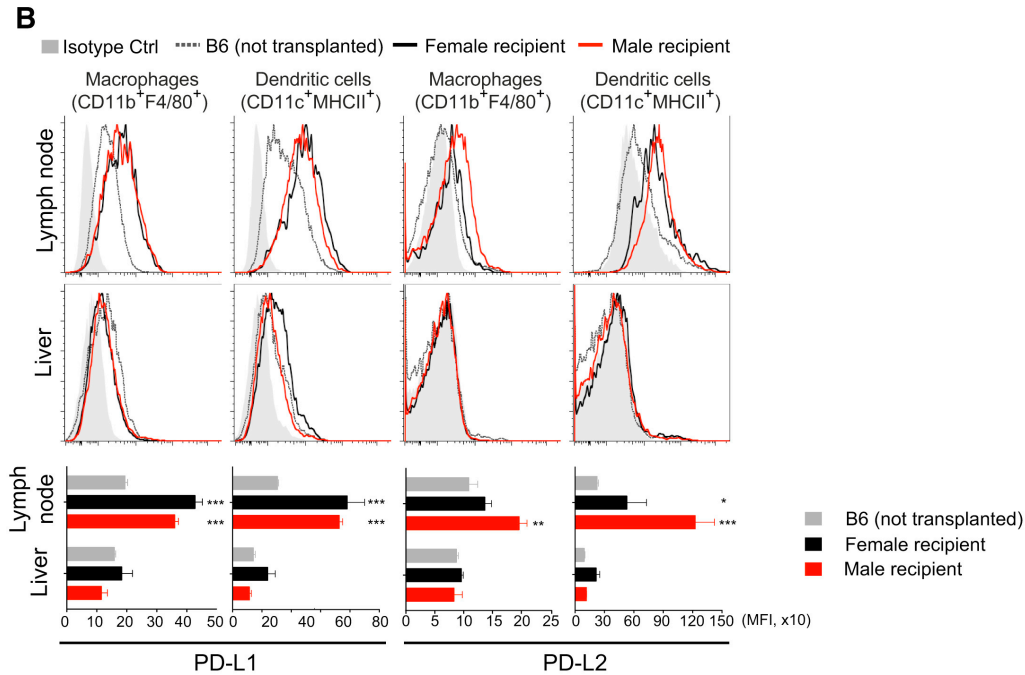 B
Isotype Ctrl B6 (not transplanted) Female recipient Male recipient
Macrophages Dendritic cells Macrophages Dendritic cells
(CD11b+F4/80+) (CD11c+MHCII+) (CD11b+F4/80+) (CD11c+MHCII+)
Lymph node
Liver
Lymph
node
*** *** *
*** *** ** ***
Liver
0 10 20 30 40 50 0 20 40 60 80 0 5 10 15 20 25 0 30 60 90 120 150 (MFI, x10)
PD-L1 PD-L2
B6 (not transplanted)
Female recipient
Male recipient